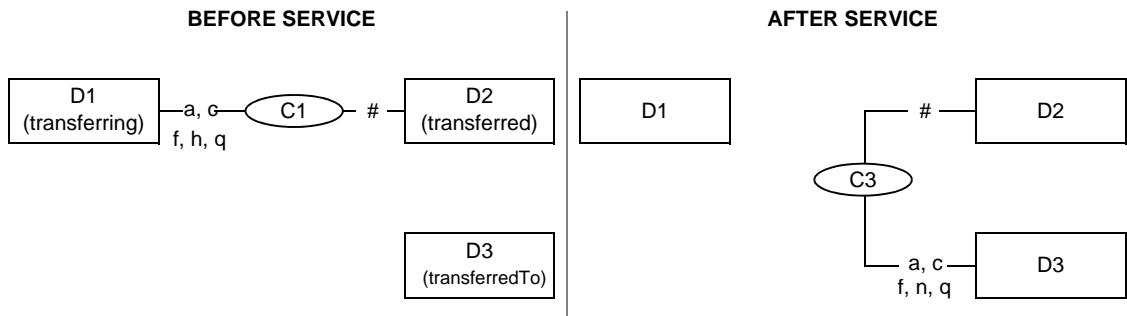 BEFORE SERVICE
AFTER SERVICE
D1
(transferring)
a, c
f, h, q
C1
#
D2
(transferred)
D3
(transferredTo)
D1
#
D2
C3
a, c
f, n, q
D3